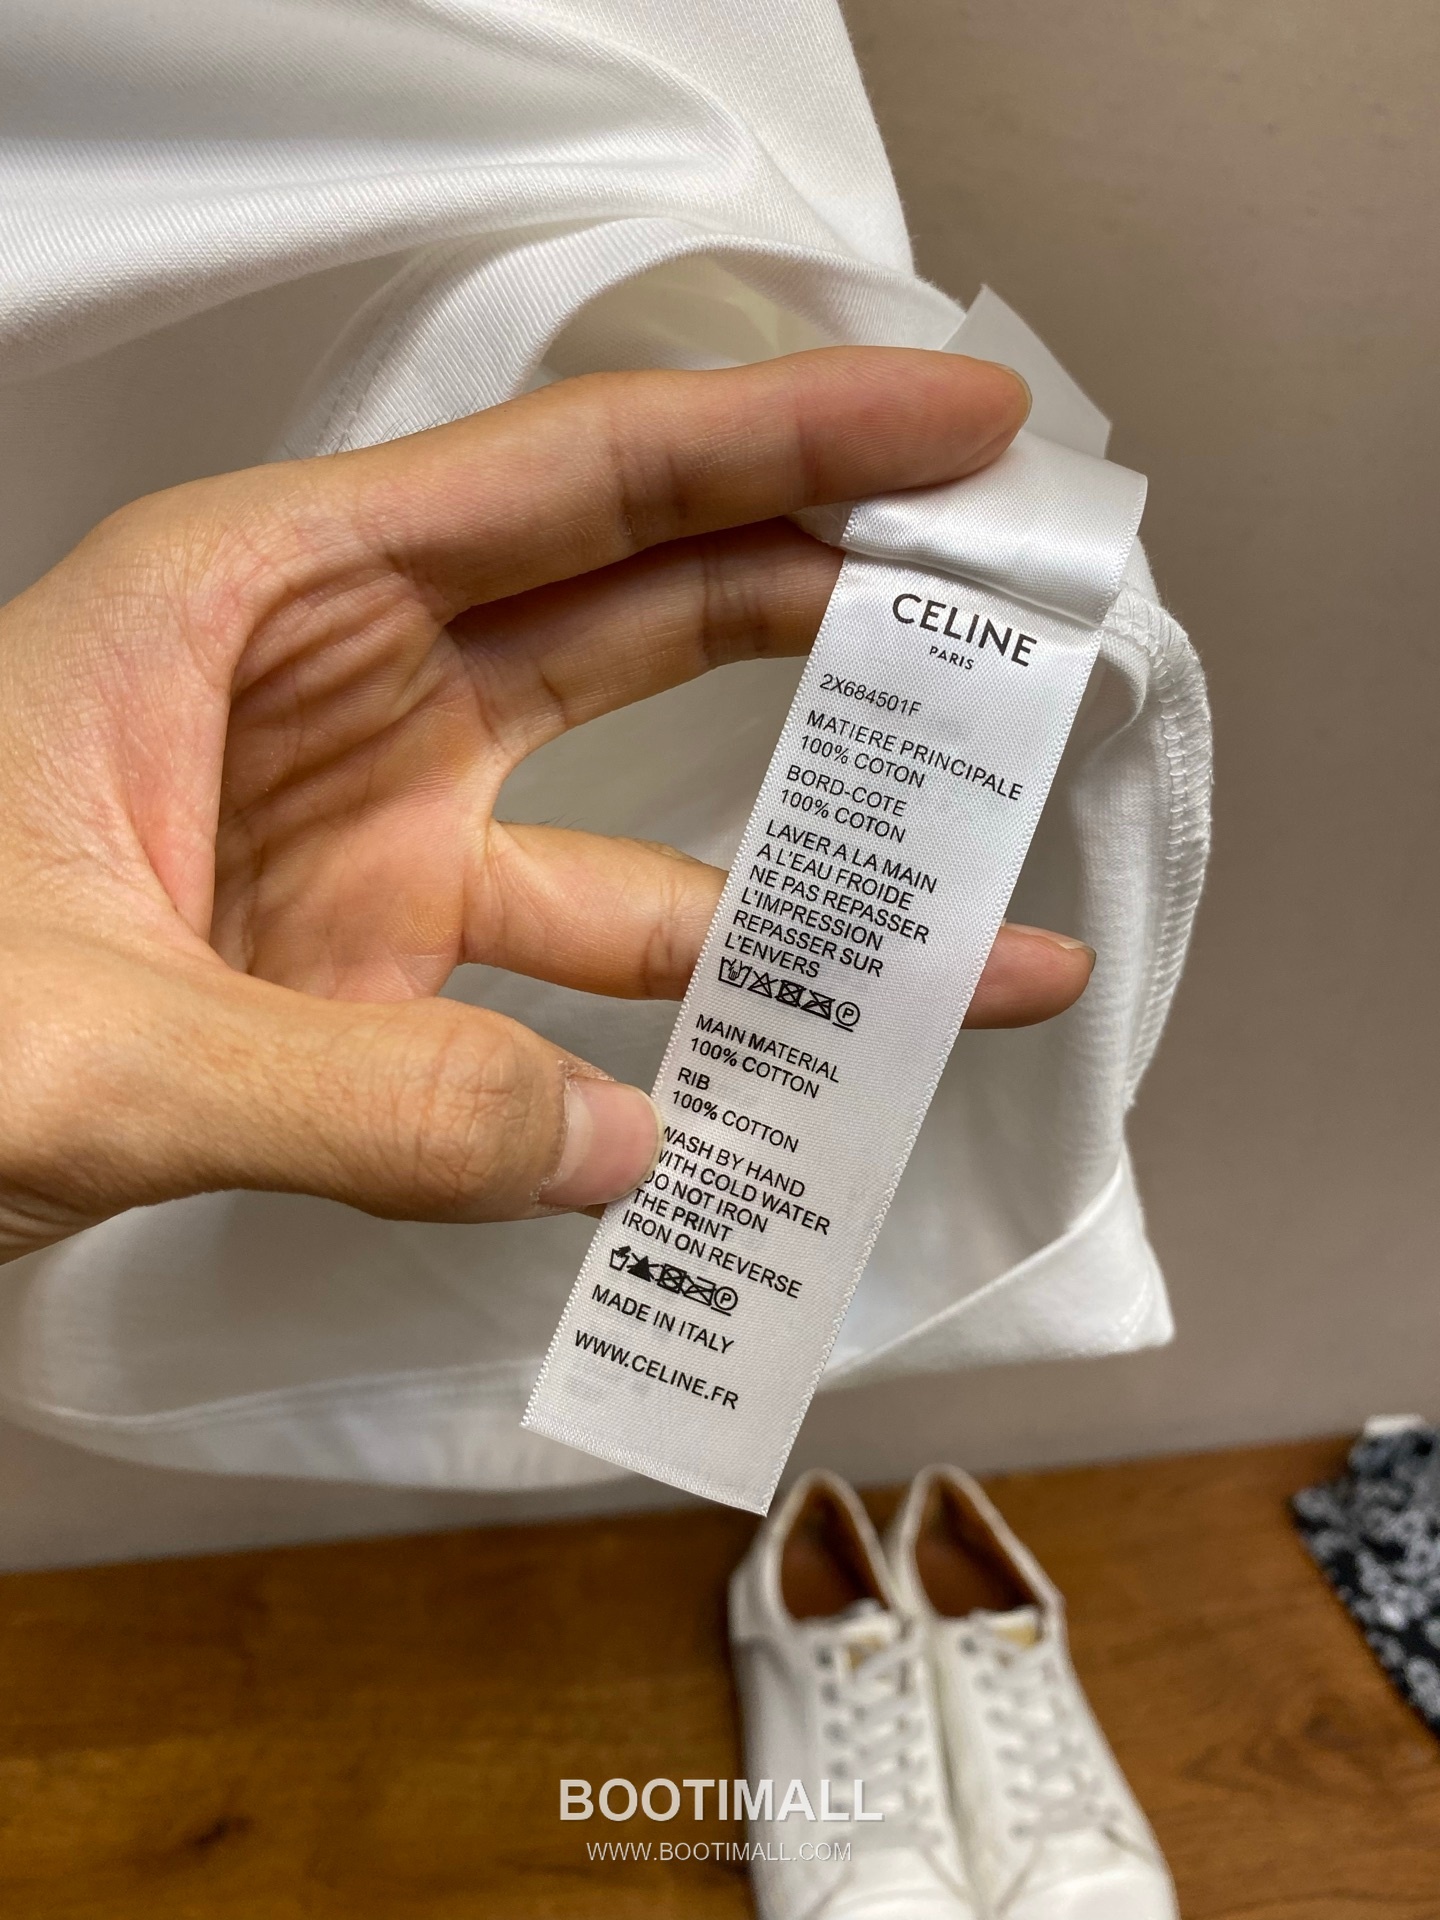 CELINE
PARIS
2X684501F
MATIERE PRINCIPALE
100% COTON
BORD-COTE
100% COTON
LAVER A LA MAIN
A L'EAU FROIDE
NE PAS REPASSER
L'IMPRESSION
REPASSER SUR
L'ENVERS
P
MAIN MATERIAL
100% COTTON
RIB
100% COTTON
WASH BY HAND
WITH COLD WATER
DO NOT IRON
THE PRINT
IRON ON REVERSE
P
MADE IN ITALY
WWW.CELINE.FR
BOOTIMALL
WWW.BOOTIMALL.COM